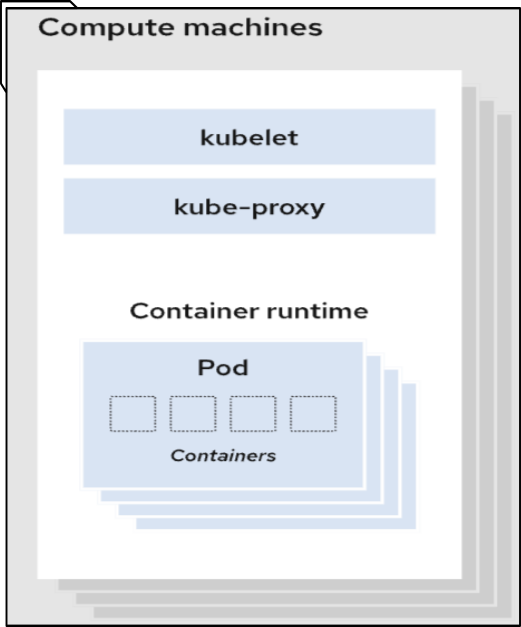 Compute machines
kubelet
kube-proxy
Container runtime
Pod
Containers